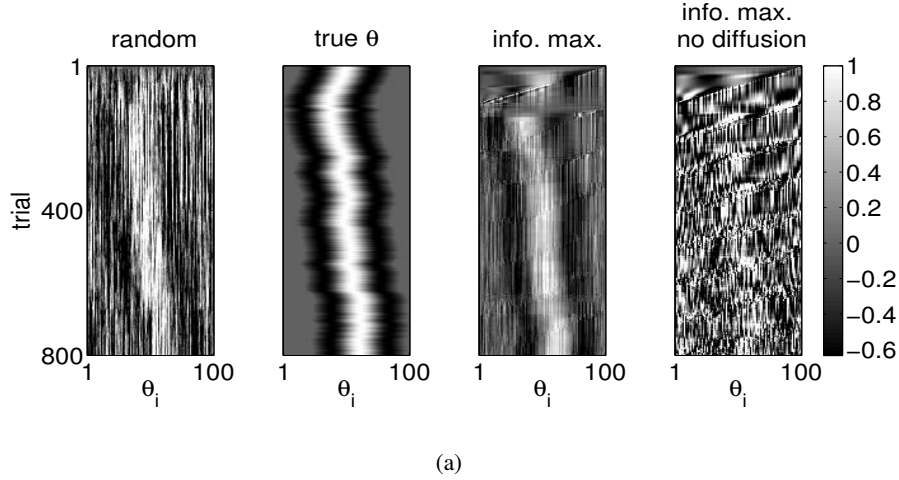 random
true θ
info. max.
info. max.
no diffusion
trial
1
400
800
1 100
θi
1 100
θi
1 100
θi
1 100
θi
1
0.8
0.6
0.4
0.2
0
−0.2
−0.4
−0.6
(a)